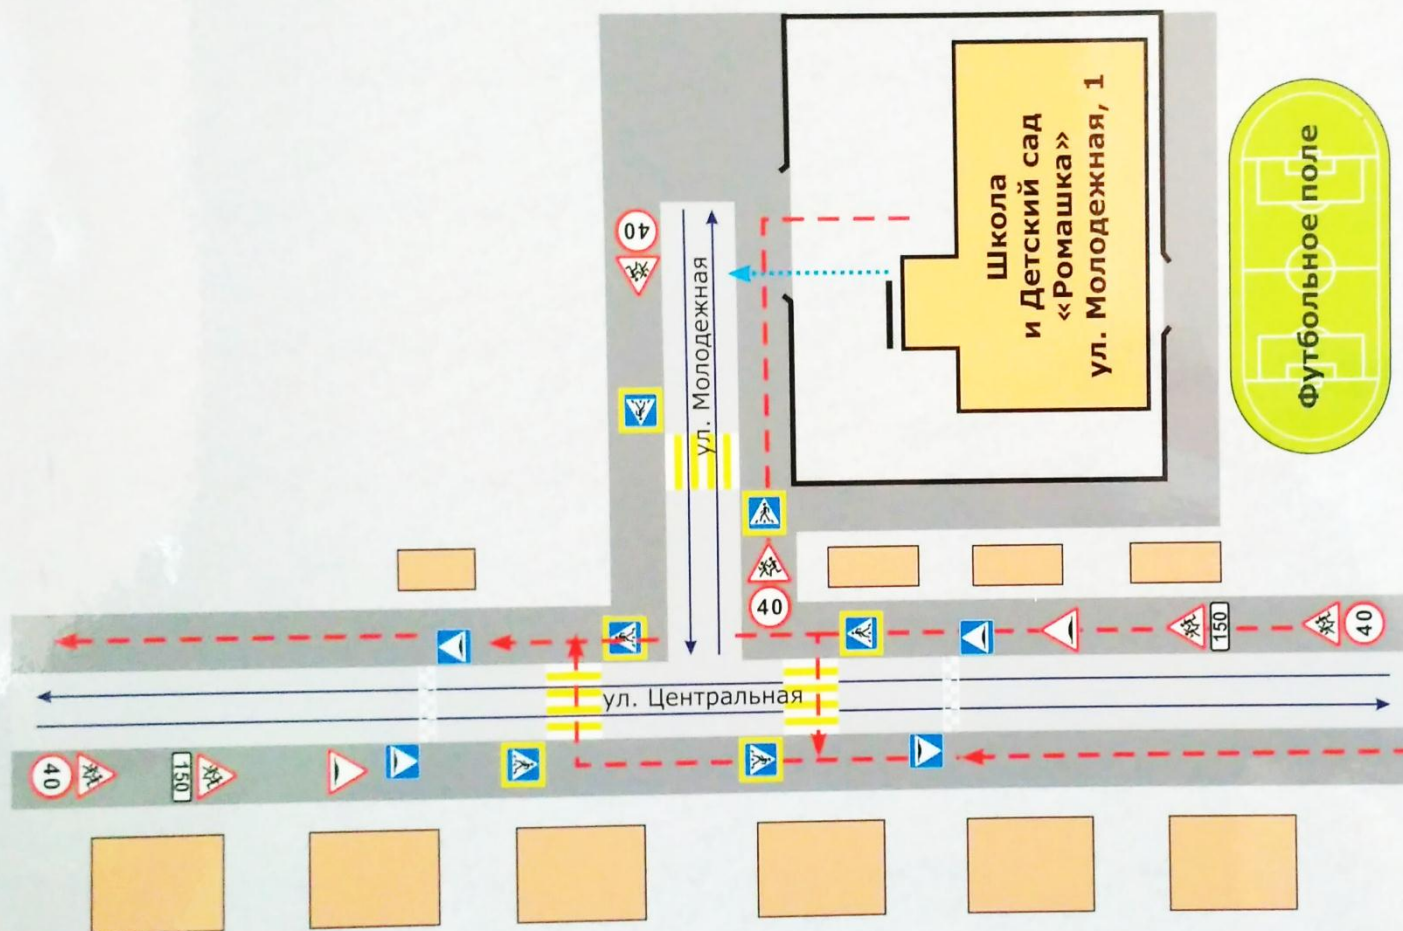 Школа
и Детский сад
«Ромашка»
ул. Молодежная, 1
Футбольное поле
40
ул. Молодежная
40
150
40
ул. Центральная
40
150